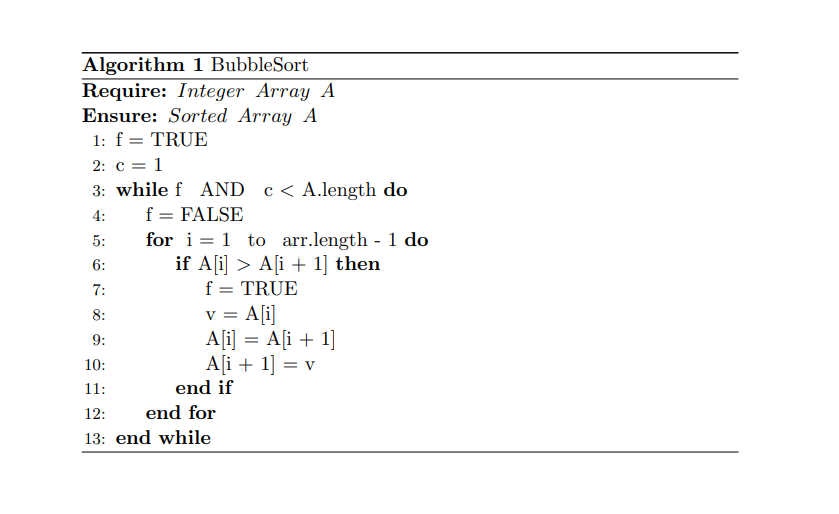 Algorithm 1 BubbleSort
Require: Integer Array A
Ensure: Sorted Array A
1: f = TRUE
2: c = 1
3: while f AND c < A.length do
4: f = FALSE
5: for i = 1 to arr.length - 1 do
6: if A[i] > A[i + 1] then
7: f = TRUE
8: v = A[i]
9: A[i] = A[i + 1]
10: A[i + 1] = v
11: end if
12: end for
13: end while